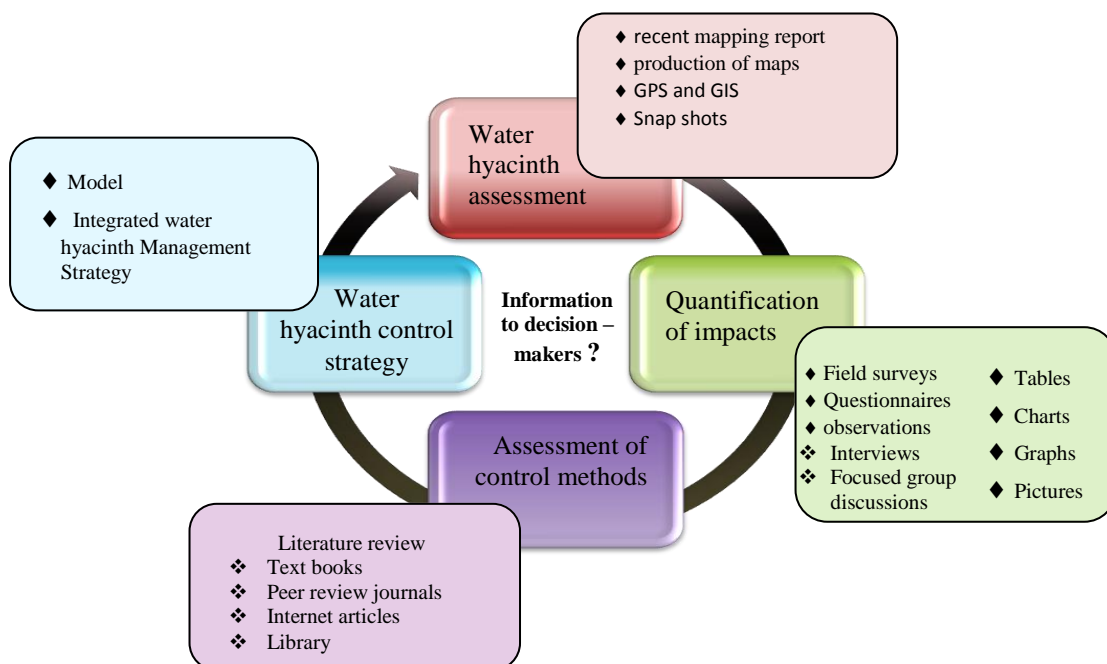 ♦ recent mapping report
♦ production of maps
♦ GPS and GIS
♦ Snap shots
Water
hyacinth
assessment
♦ Model
♦ Integrated water
hyacinth Management
Strategy
Water
hyacinth control
strategy
Information
to decision –
makers ?
Quantification
of impacts
♦ Field surveys
♦ Questionnaires
♦ observations
❖ Interviews
❖ Focused group
discussions
♦ Tables
♦ Charts
♦ Graphs
♦ Pictures
Assessment of
control methods
Literature review
❖ Text books
❖ Peer review journals
❖ Internet articles
❖ Library